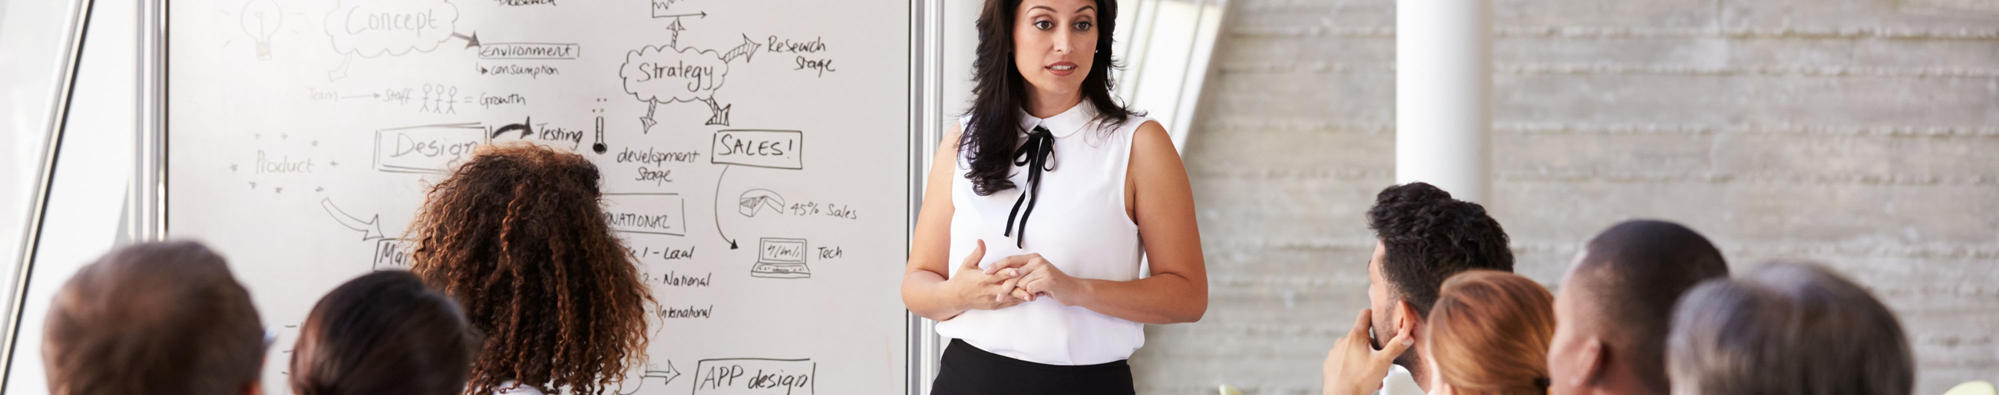 Research
Concept
Environment
consumption
Team
Staff
= Growth
Strategy
Research
Stage
Design
Testing
Product
development
Stage
SALES!
45% Sales
Tech
1 - Local
2 - National
- International
APP design